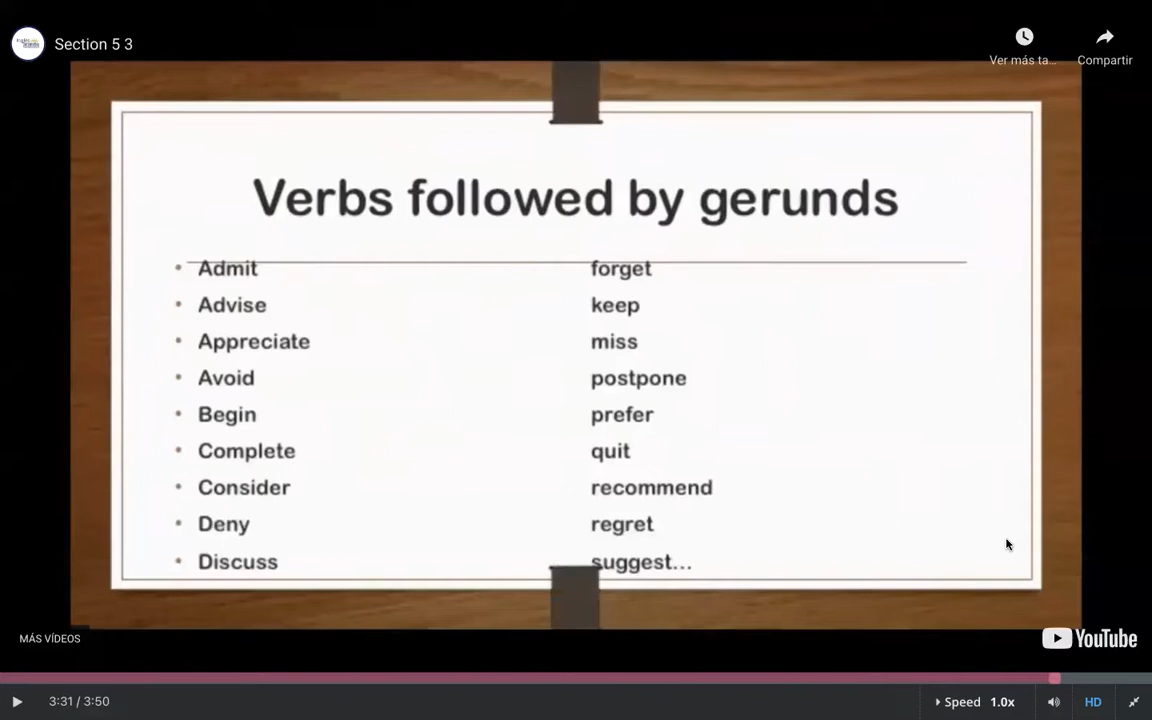 Section 5 3
Ver más ta...
Compartir
Verbs followed by gerunds
• Admit
• Advise
• Appreciate
• Avoid
• Begin
• Complete
• Consider
• Deny
• Discuss
forget
keep
miss
postpone
prefer
quit
recommend
regret
suggest...
MÁS VÍDEOS
YouTube
3:31 / 3:50
Speed 1.0x
HD